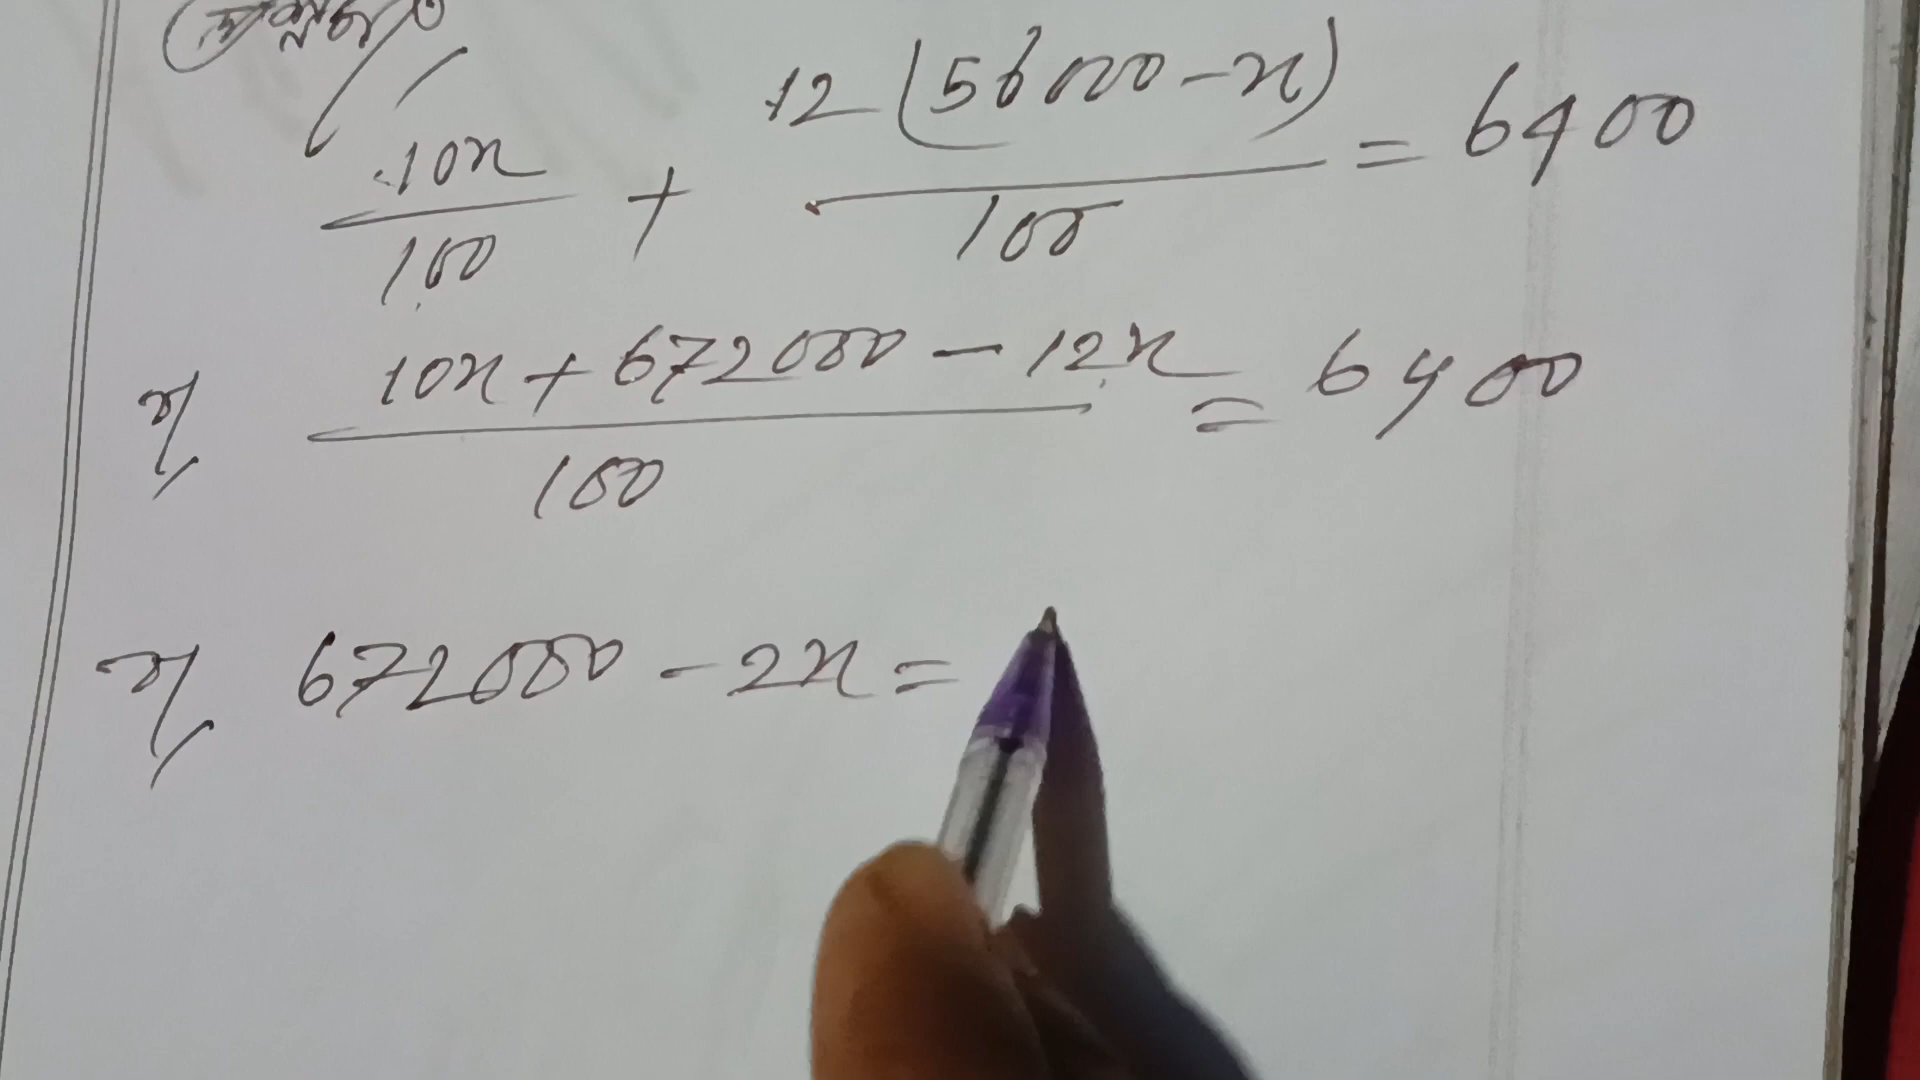 10x/100 + 12(56000-x)/100 = 6400
বা, 10x+672000-12x/100 = 6400
বা, 672000-2x=